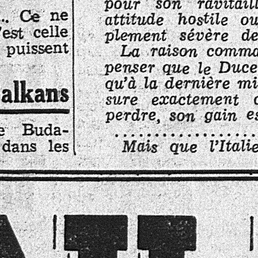 ... Ce ne
'est celle
puissent
alkans
e Buda-
dans les
pour son ravitaill
attitude hostile ou
plement sévère de
La raison comma
penser que le Duce
qu'à la dernière mi
sure exactement c
perdre, son gain es
Mais que l'Italie